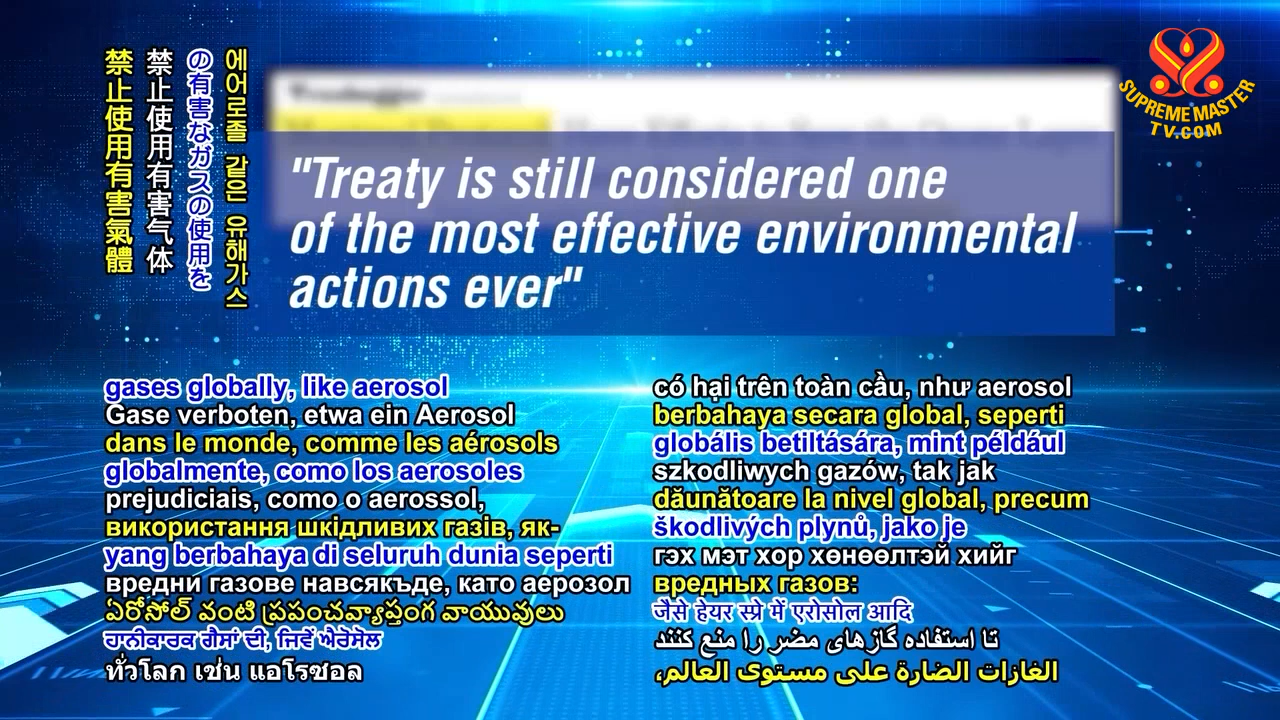 禁止使用有害氣體
禁止使用有害气体
の有害なガスの使用を
에어로졸 같은 유해가스
"Treaty is still considered one
of the most effective environmental
actions ever"
SUPREME MASTER
TV.COM
gases globally, like aerosol
Gase verboten, etwa ein Aerosol
dans le monde, comme les aérosols
globalmente, como los aerosoles
prejudiciais, como o aerossol,
використання шкідливих газів, як-
yang berbahaya di seluruh dunia seperti
вредни газове навсякъде, като аерозол
ఏరోసోల్ వంటి ప్రపంచవ్యాప్తంగ వాయువులు
ਹਾਨੀਕਾਰਕ ਗੈਸਾਂ ਦੀ, ਜਿਵੇਂ ਐਰੋਸੋਲ
ทั่วโลก เช่น แอโรซอล
có hại trên toàn cầu, như aerosol
berbahaya secara global, seperti
globális betiltására, mint például
szkodliwych gazów, tak jak
dăunătoare la nivel global, precum
škodlivých plynů, jako je
гэх мэт хор хөнөөлтэй хийг
вредных газов:
जैसे हेयर स्प्रे में एरोसोल आदि
تا استفاده گازهای مضر را منع کنند
الغازات الضارة على مستوى العالم،